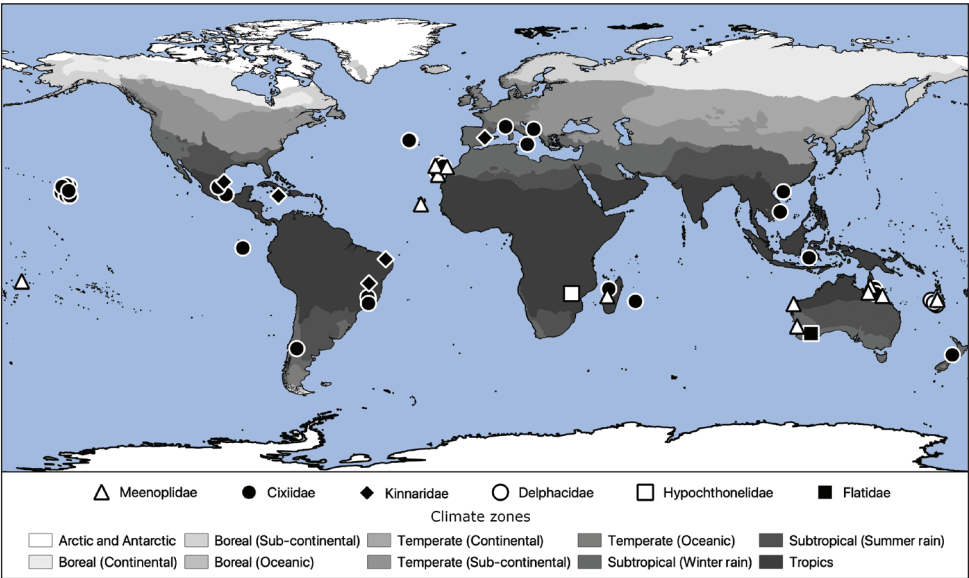 Meenoplidae Cixiidae Kinnaridae Delphacidae Hypochthonelidae Flatidae
Climate zones
Arctic and Antarctic Boreal (Sub-continental) Temperate (Continental) Temperate (Oceanic) Subtropical (Summer rain)
Boreal (Continental) Boreal (Oceanic) Temperate (Sub-continental) Subtropical (Winter rain) Tropics